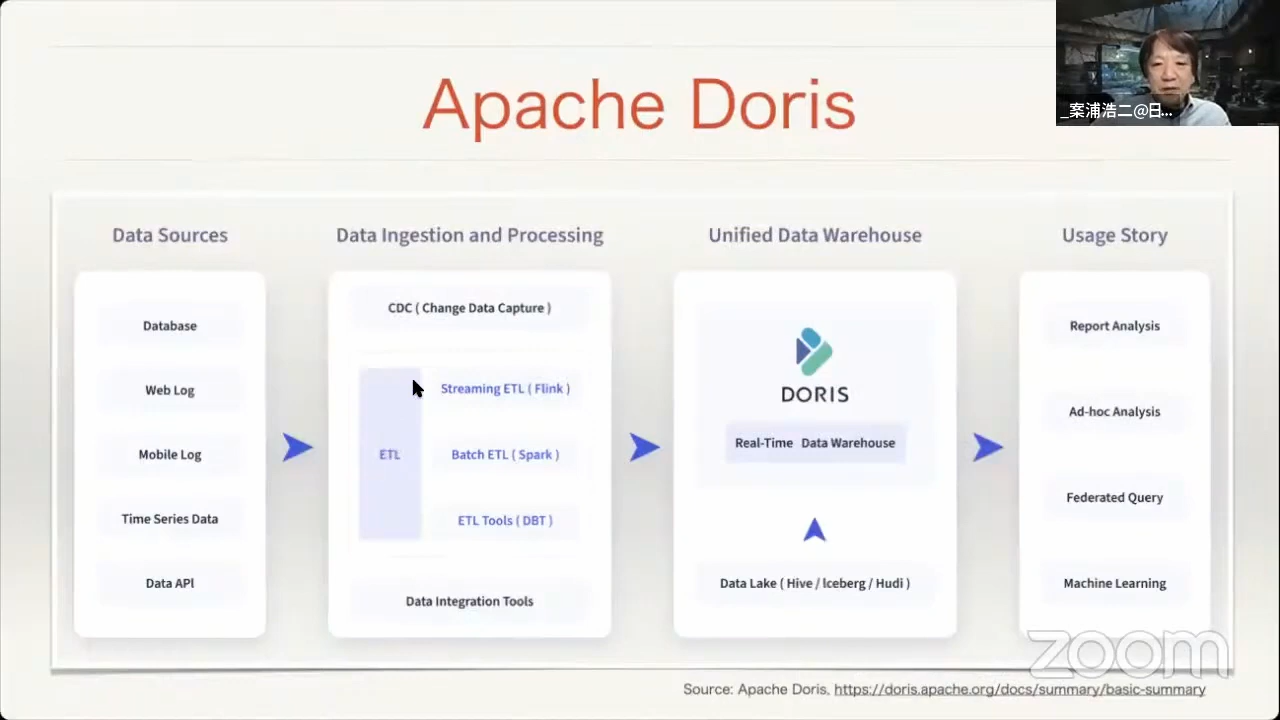 Apache Doris
_案浦浩二@日...
Data Sources
Database
Web Log
Mobile Log
Time Series Data
Data API
Data Ingestion and Processing
CDC ( Change Data Capture )
ETL
Streaming ETL ( Flink )
Batch ETL ( Spark )
ETL Tools ( DBT )
Data Integration Tools
Unified Data Warehouse
DORIS
Real-Time Data Warehouse
Data Lake ( Hive / Iceberg / Hudi )
Usage Story
Report Analysis
Ad-hoc Analysis
Federated Query
Machine Learning
zoom
Source: Apache Doris, https://doris.apache.org/docs/summary/basic-summary